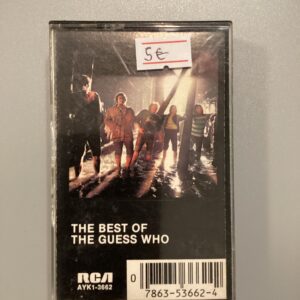 5€
THE BEST OF
THE GUESS WHO
RCA
AYK1-3662
0
7863-53662-4